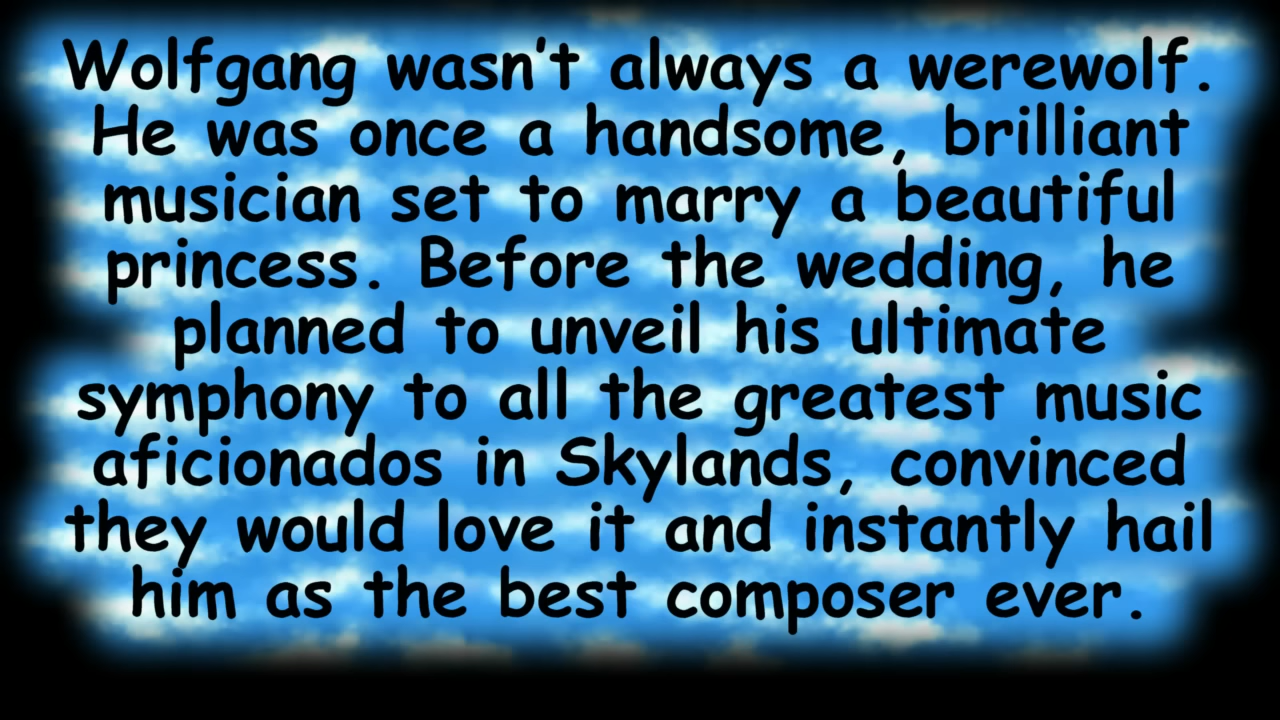 Wolfgang wasn't always a werewolf.
He was once a handsome, brilliant
musician set to marry a beautiful
princess. Before the wedding, he
planned to unveil his ultimate
symphony to all the greatest music
aficionados in Skylands, convinced
they would love it and instantly hail
him as the best composer ever.